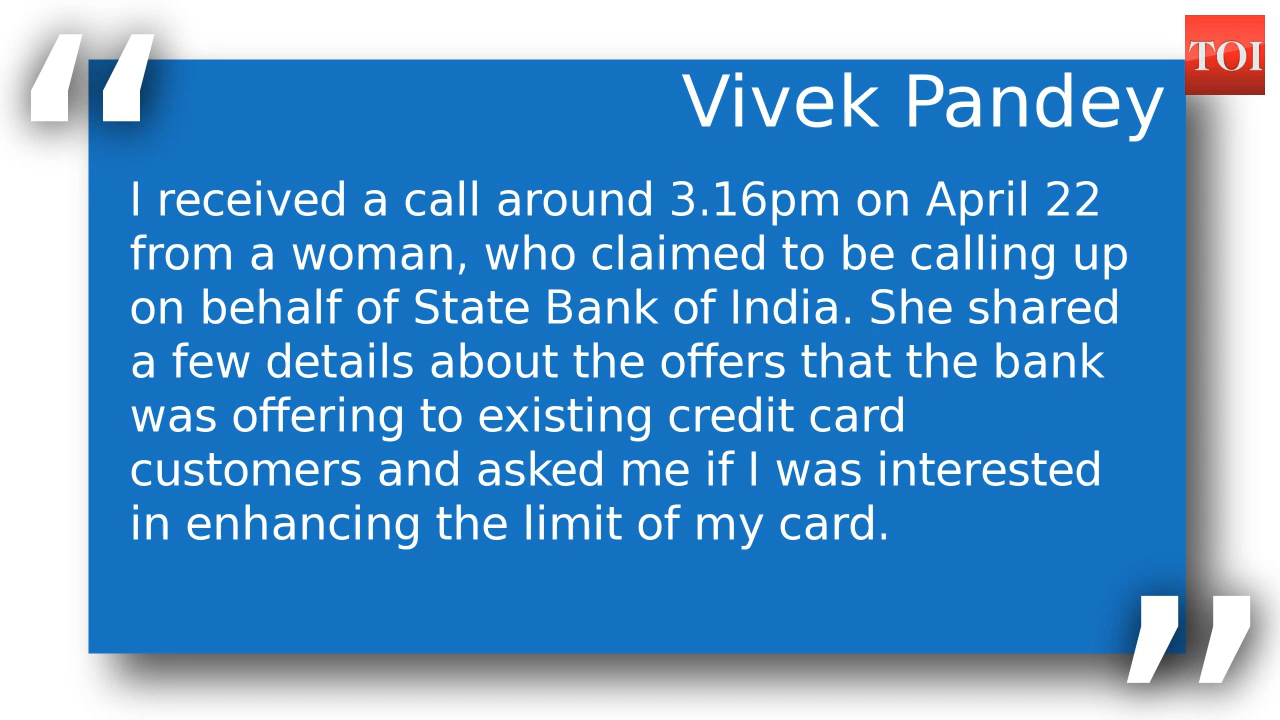 “
TOI
Vivek Pandey
I received a call around 3.16pm on April 22
from a woman, who claimed to be calling up
on behalf of State Bank of India. She shared
a few details about the offers that the bank
was offering to existing credit card
customers and asked me if I was interested
in enhancing the limit of my card.
”